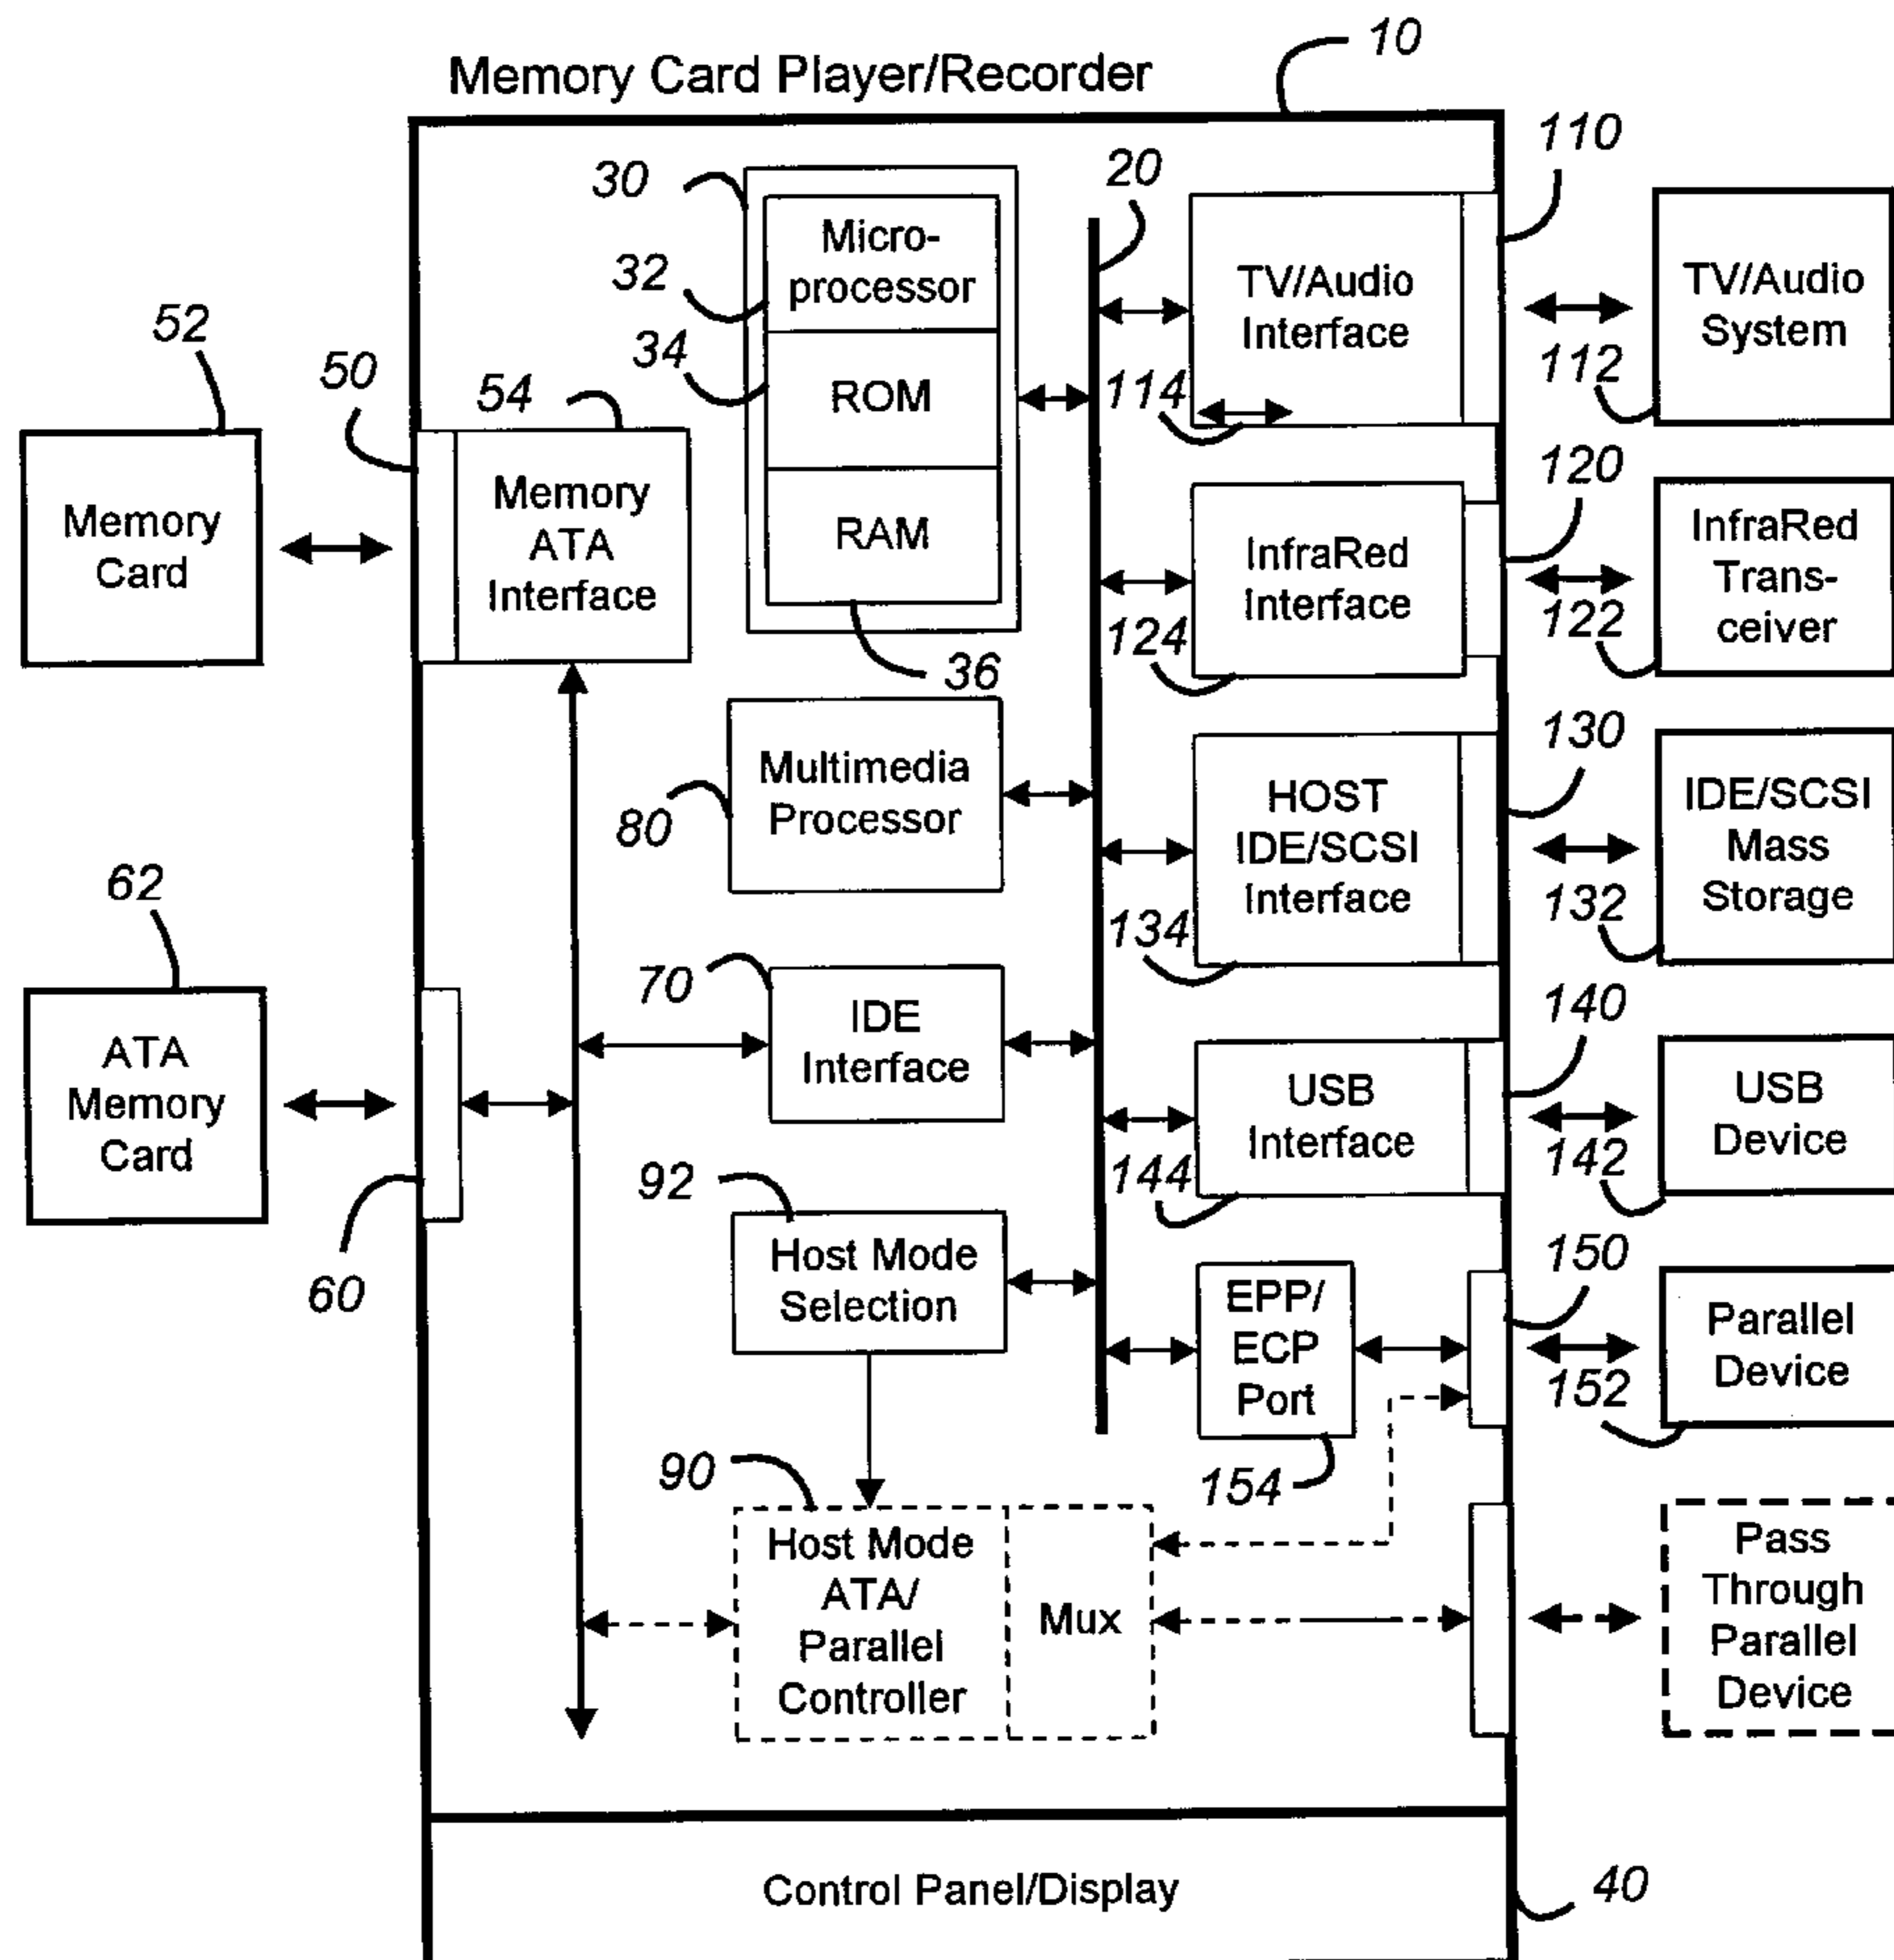 10
Memory Card Player/Recorder
110
30
20
Micro-
processor
32
34
ROM
RAM
36
TV/Audio
Interface
114
TV/Audio
System
112
52
50
54
Memory
Card
Memory
ATA
Interface
120
InfraRed
Interface
124
InfraRed
Trans-
ceiver
122
Multimedia
Processor
80
130
HOST
IDE/SCSI
Interface
134
IDE/SCSI
Mass
Storage
132
62
ATA
Memory
Card
60
70
IDE
Interface
140
USB
Interface
144
USB
Device
142
92
Host Mode
Selection
150
EPP/
ECP
Port
154
Parallel
Device
152
90
Host Mode
ATA/
Parallel
Controller
Mux
Pass
Through
Parallel
Device
Control Panel/Display
40